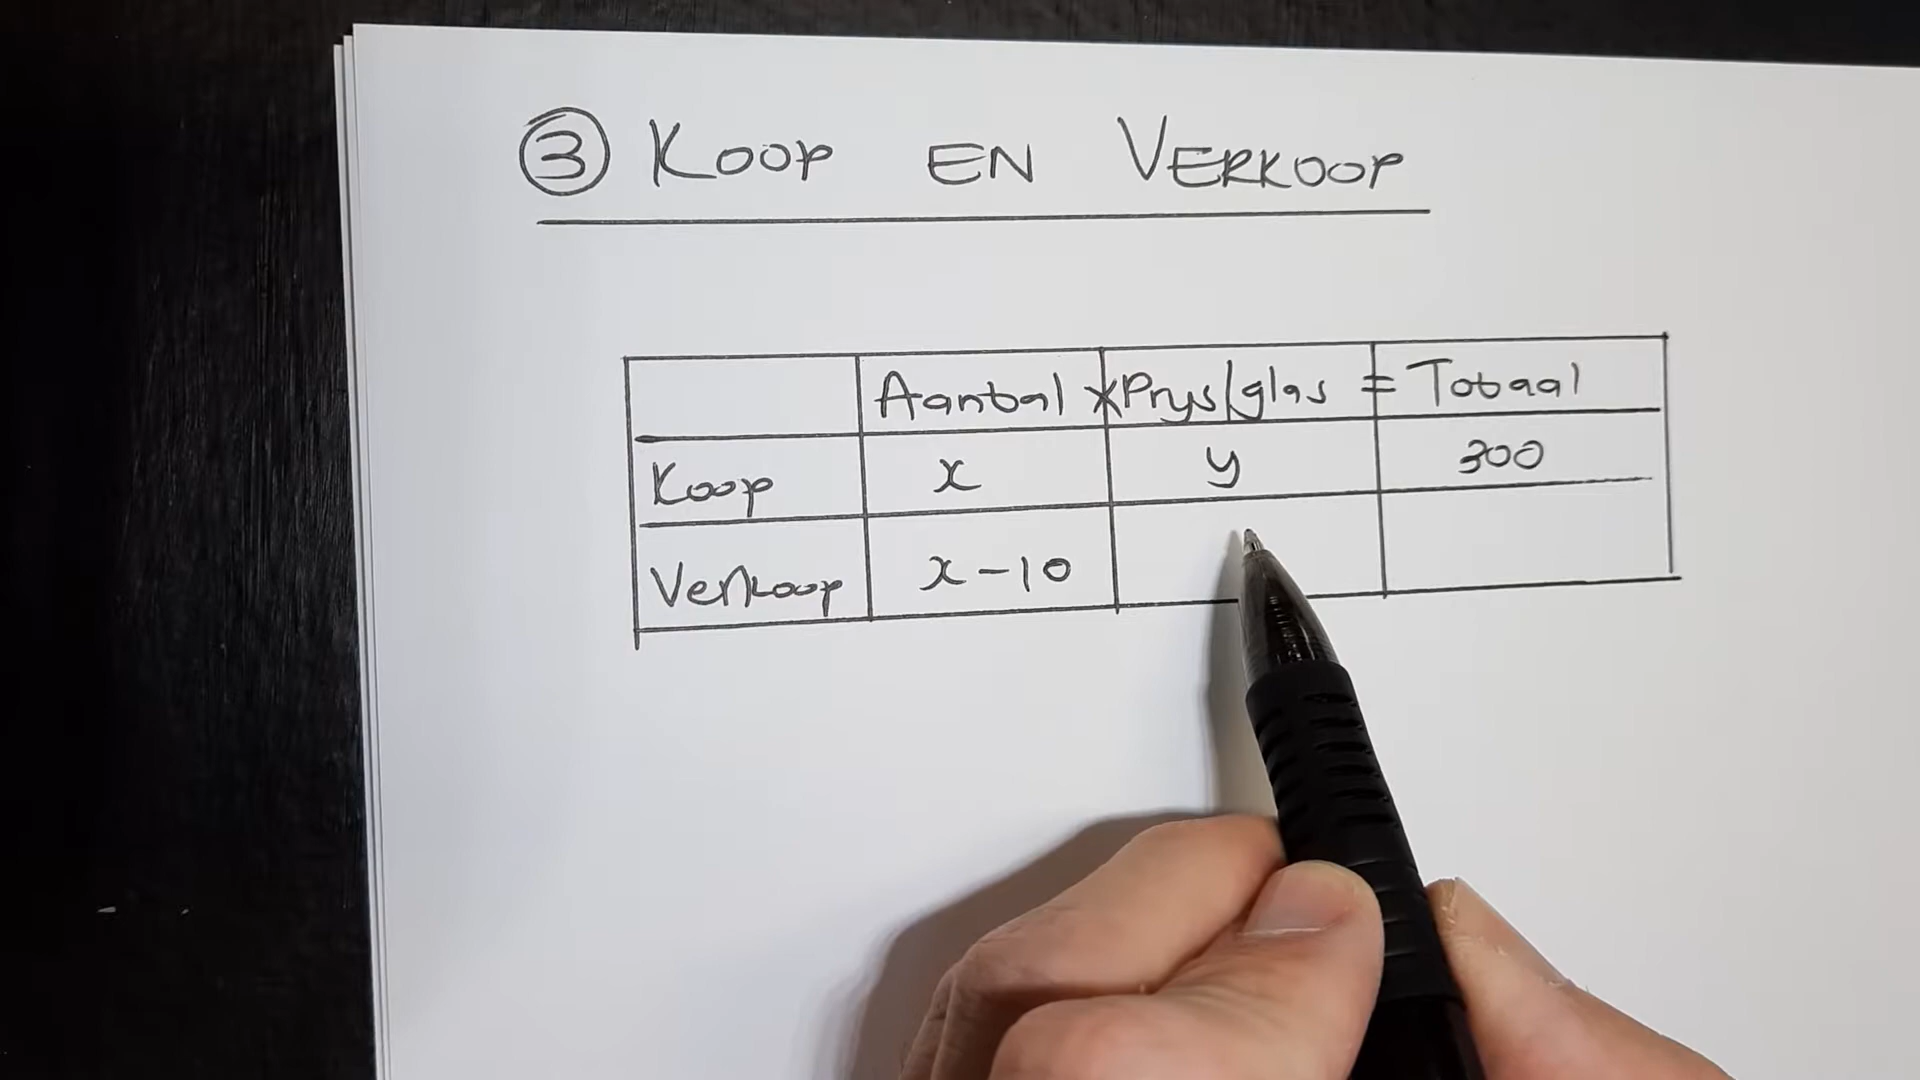 ③ KOOP EN VERKOOP
Aantal × Prys/glas = Totaal
Koop x y 300
Verkoop x-10